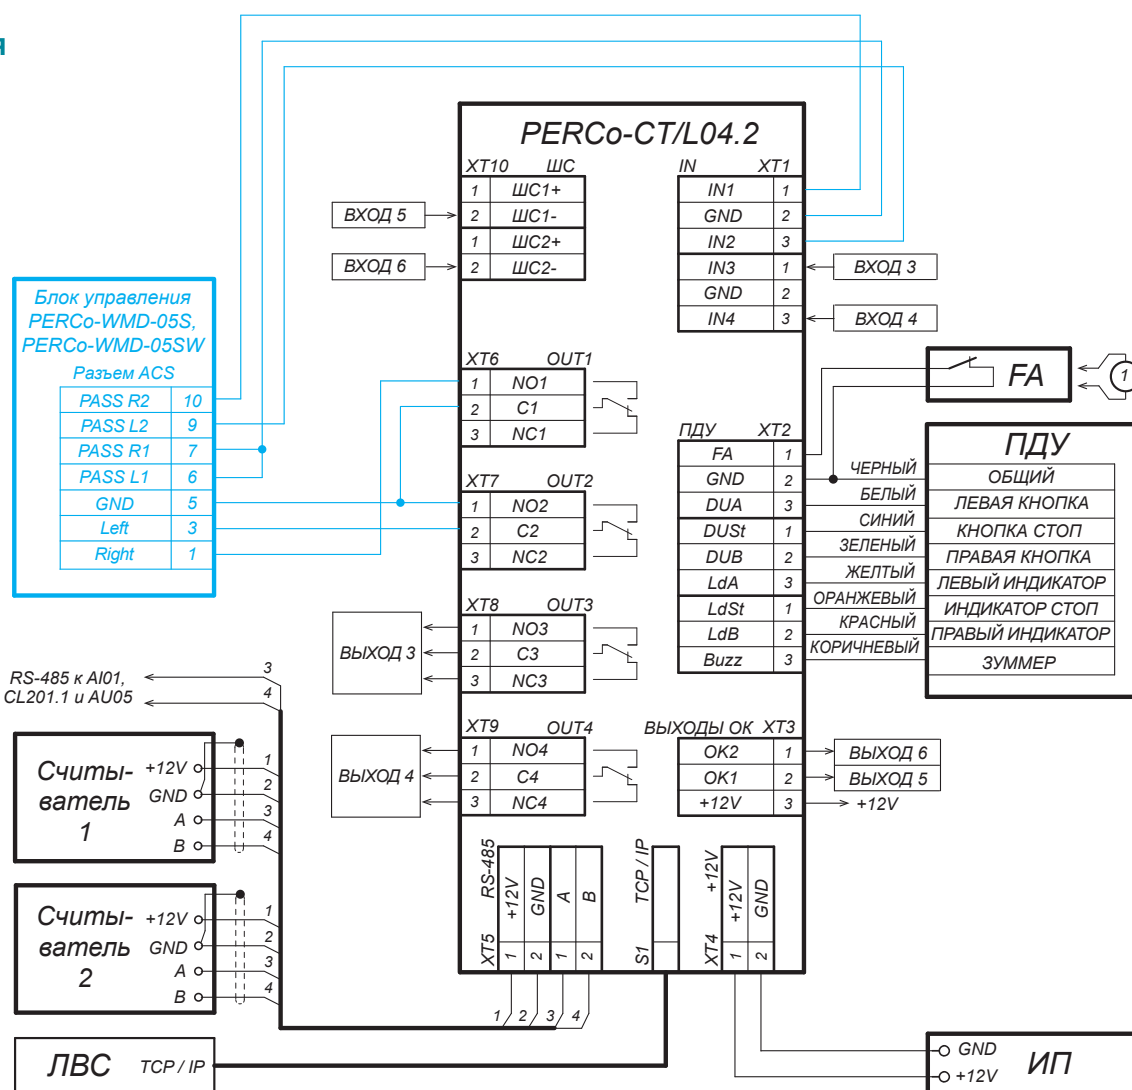 я
PERCo-CT/L04.2
XT10 ШС
1 ШС1+
2 ШС1-
1 ШС2+
2 ШС2-
ВХОД 5
ВХОД 6
IN XT1
IN1 1
GND 2
IN2 3
IN3 1
GND 2
IN4 3
ВХОД 3
ВХОД 4
Блок управления
PERCo-WMD-05S,
PERCo-WMD-05SW
Разъем ACS
PASS R2 10
PASS L2 9
PASS R1 7
PASS L1 6
GND 5
Left 3
Right 1
XT6 OUT1
1 NO1
2 C1
3 NC1
XT7 OUT2
1 NO2
2 C2
3 NC2
XT8 OUT3
1 NO3
2 C3
3 NC3
ВЫХОД 3
XT9 OUT4
1 NO4
2 C4
3 NC4
ВЫХОД 4
FA
1
ПДУ XT2
FA 1
GND 2
DUA 3
DUSt 1
DUB 2
LdA 3
LdSt 1
LdB 2
Buzz 3
ЧЕРНЫЙ
БЕЛЫЙ
СИНИЙ
ЗЕЛЕНЫЙ
ЖЕЛТЫЙ
ОРАНЖЕВЫЙ
КРАСНЫЙ
КОРИЧНЕВЫЙ
ПДУ
ОБЩИЙ
ЛЕВАЯ КНОПКА
КНОПКА СТОП
ПРАВАЯ КНОПКА
ЛЕВЫЙ ИНДИКАТОР
ИНДИКАТОР СТОП
ПРАВЫЙ ИНДИКАТОР
ЗУММЕР
ВЫХОДЫ ОК XT3
OK2 1
OK1 2
+12V 3
ВЫХОД 6
ВЫХОД 5
+12V
RS-485 к AI01,
CL201.1 и AU05
3
4
Считы-
ватель
1
+12V 1
GND 2
A 3
B 4
Считы-
ватель
2
+12V 1
GND 2
A 3
B 4
XT5 RS-485
1 +12V
2 GND
1 A
2 B
1 2 3 4
S1 TCP / IP
XT4 +12V
1 +12V
2 GND
ЛВС TCP / IP
GND
+12V
ИП